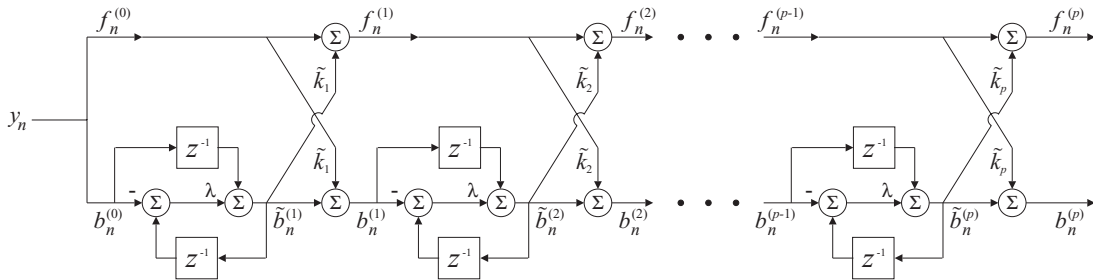 f_n^{(0)} Σ f_n^{(1)} Σ f_n^{(2)} • • • f_n^{(p-1)} Σ f_n^{(p)}
k̃_1 k̃_2 k̃_p
y_n
z^{-1} k̃_1 z^{-1} k̃_2 z^{-1} k̃_p
- Σ λ Σ Σ - Σ λ Σ Σ • • • - Σ λ Σ Σ
b_n^{(0)} b̃_n^{(1)} b_n^{(1)} b̃_n^{(2)} b_n^{(2)} b_n^{(p-1)} b̃_n^{(p)} b_n^{(p)}
z^{-1} z^{-1} z^{-1}